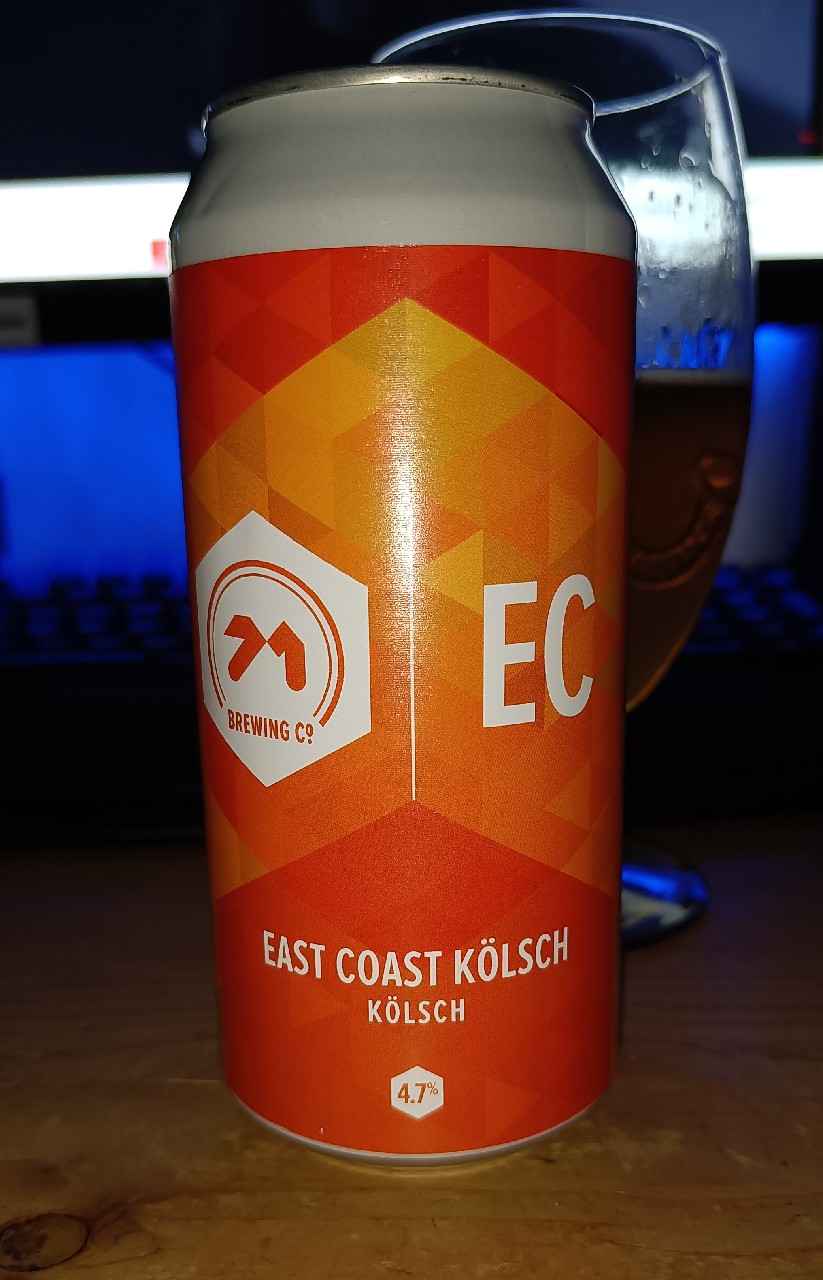 71
BREWING Cº
EC
EAST COAST KÖLSCH
KÖLSCH
4.7%